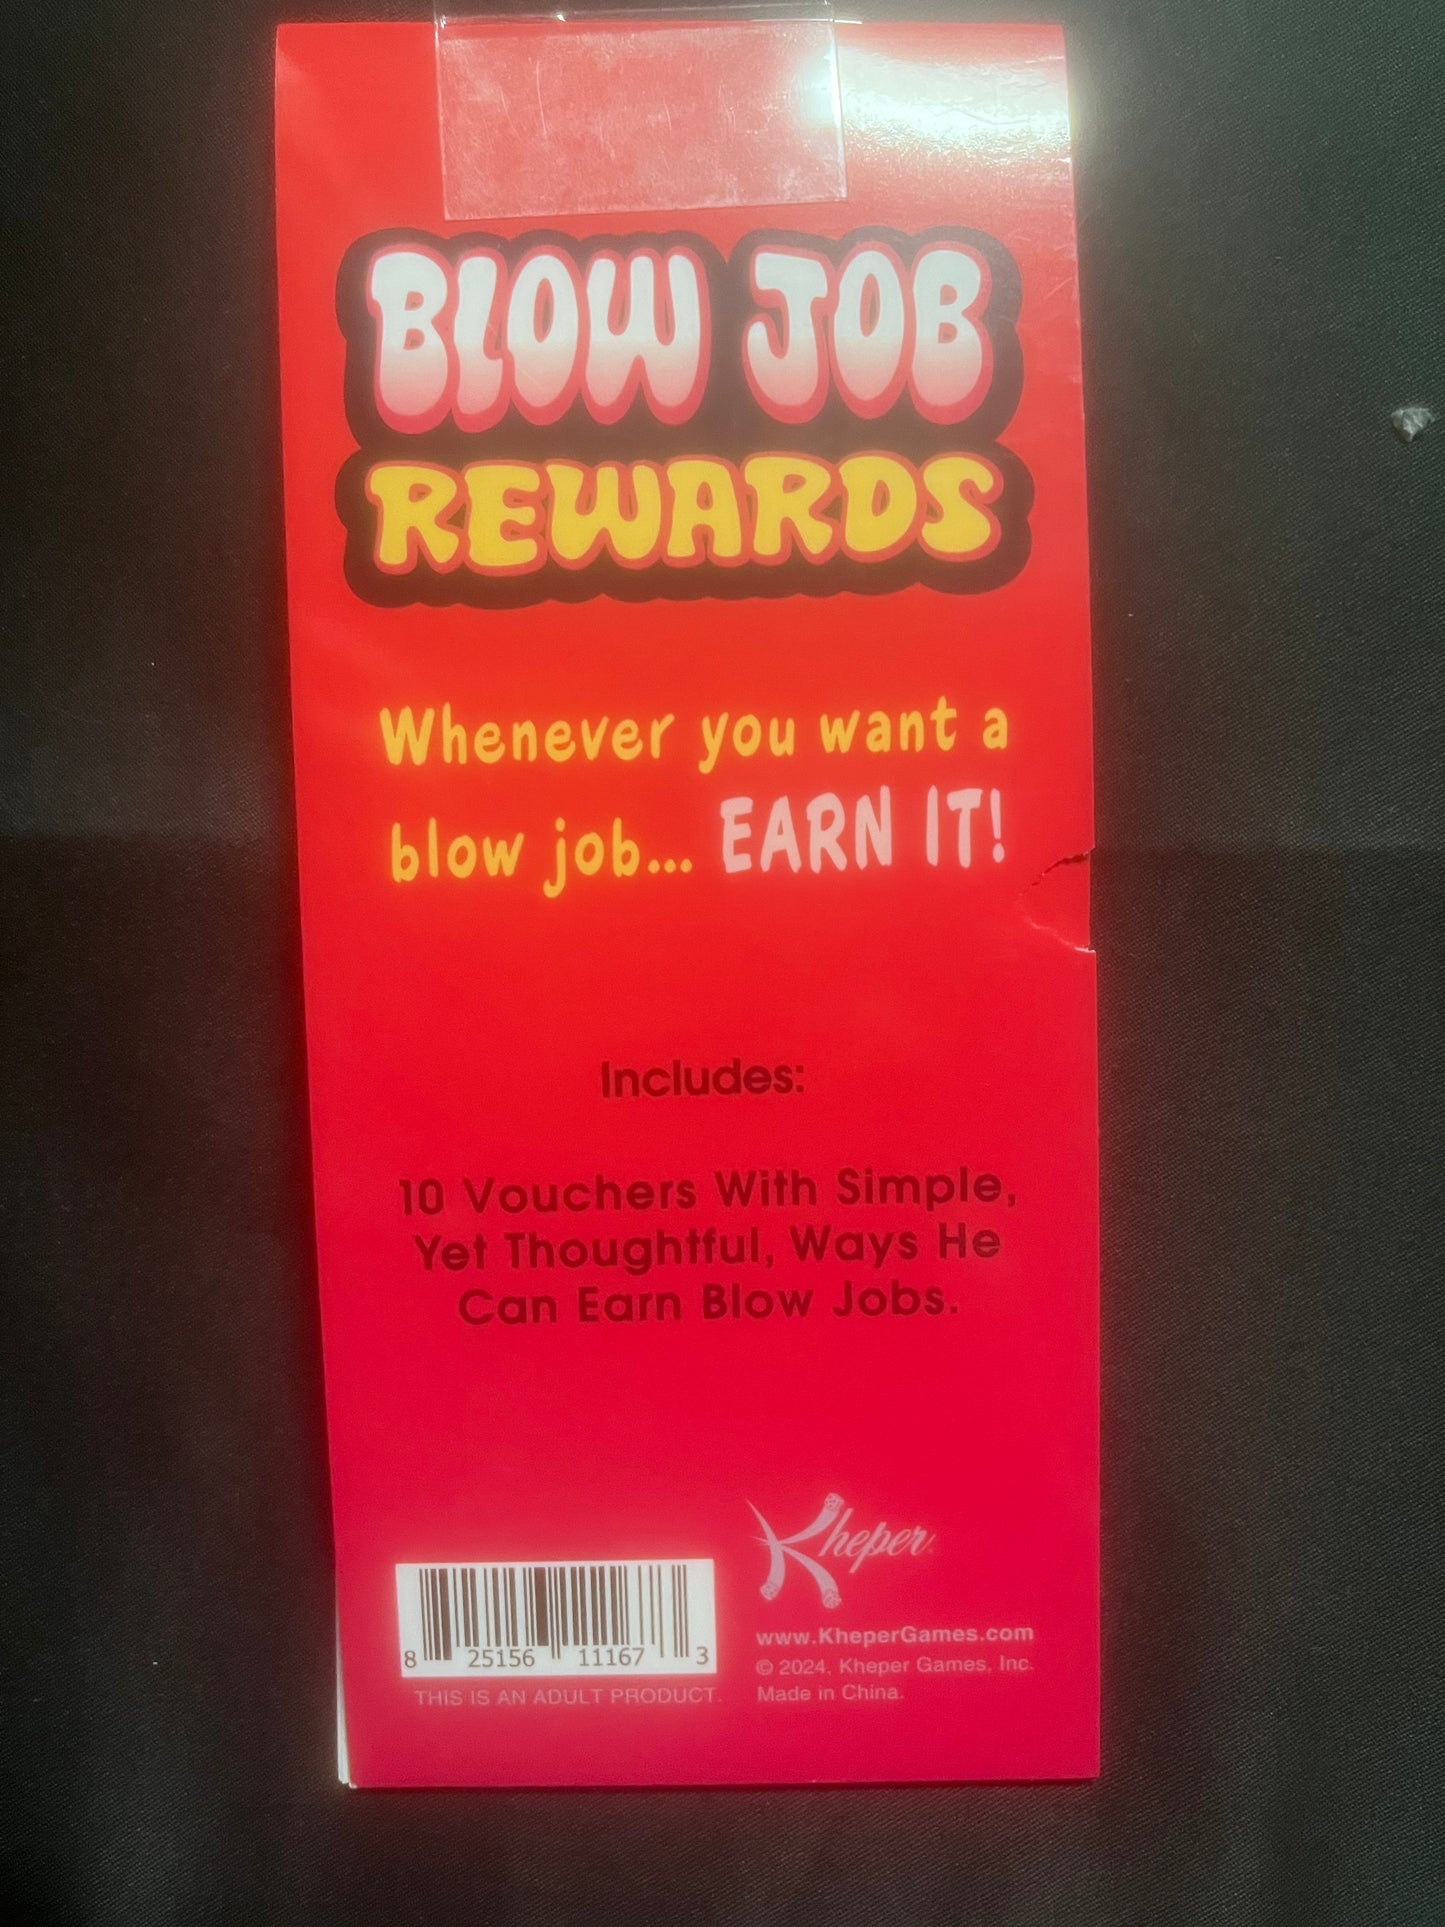 BLOW JOB
REWARDS
Whenever you want a
blow job... EARN IT!
Includes:
10 Vouchers With Simple,
Yet Thoughtful, Ways He
Can Earn Blow Jobs.
Kheper
8 25156 11167 3
THIS IS AN ADULT PRODUCT.
www.KheperGames.com
© 2024, Kheper Games, Inc.
Made in China.